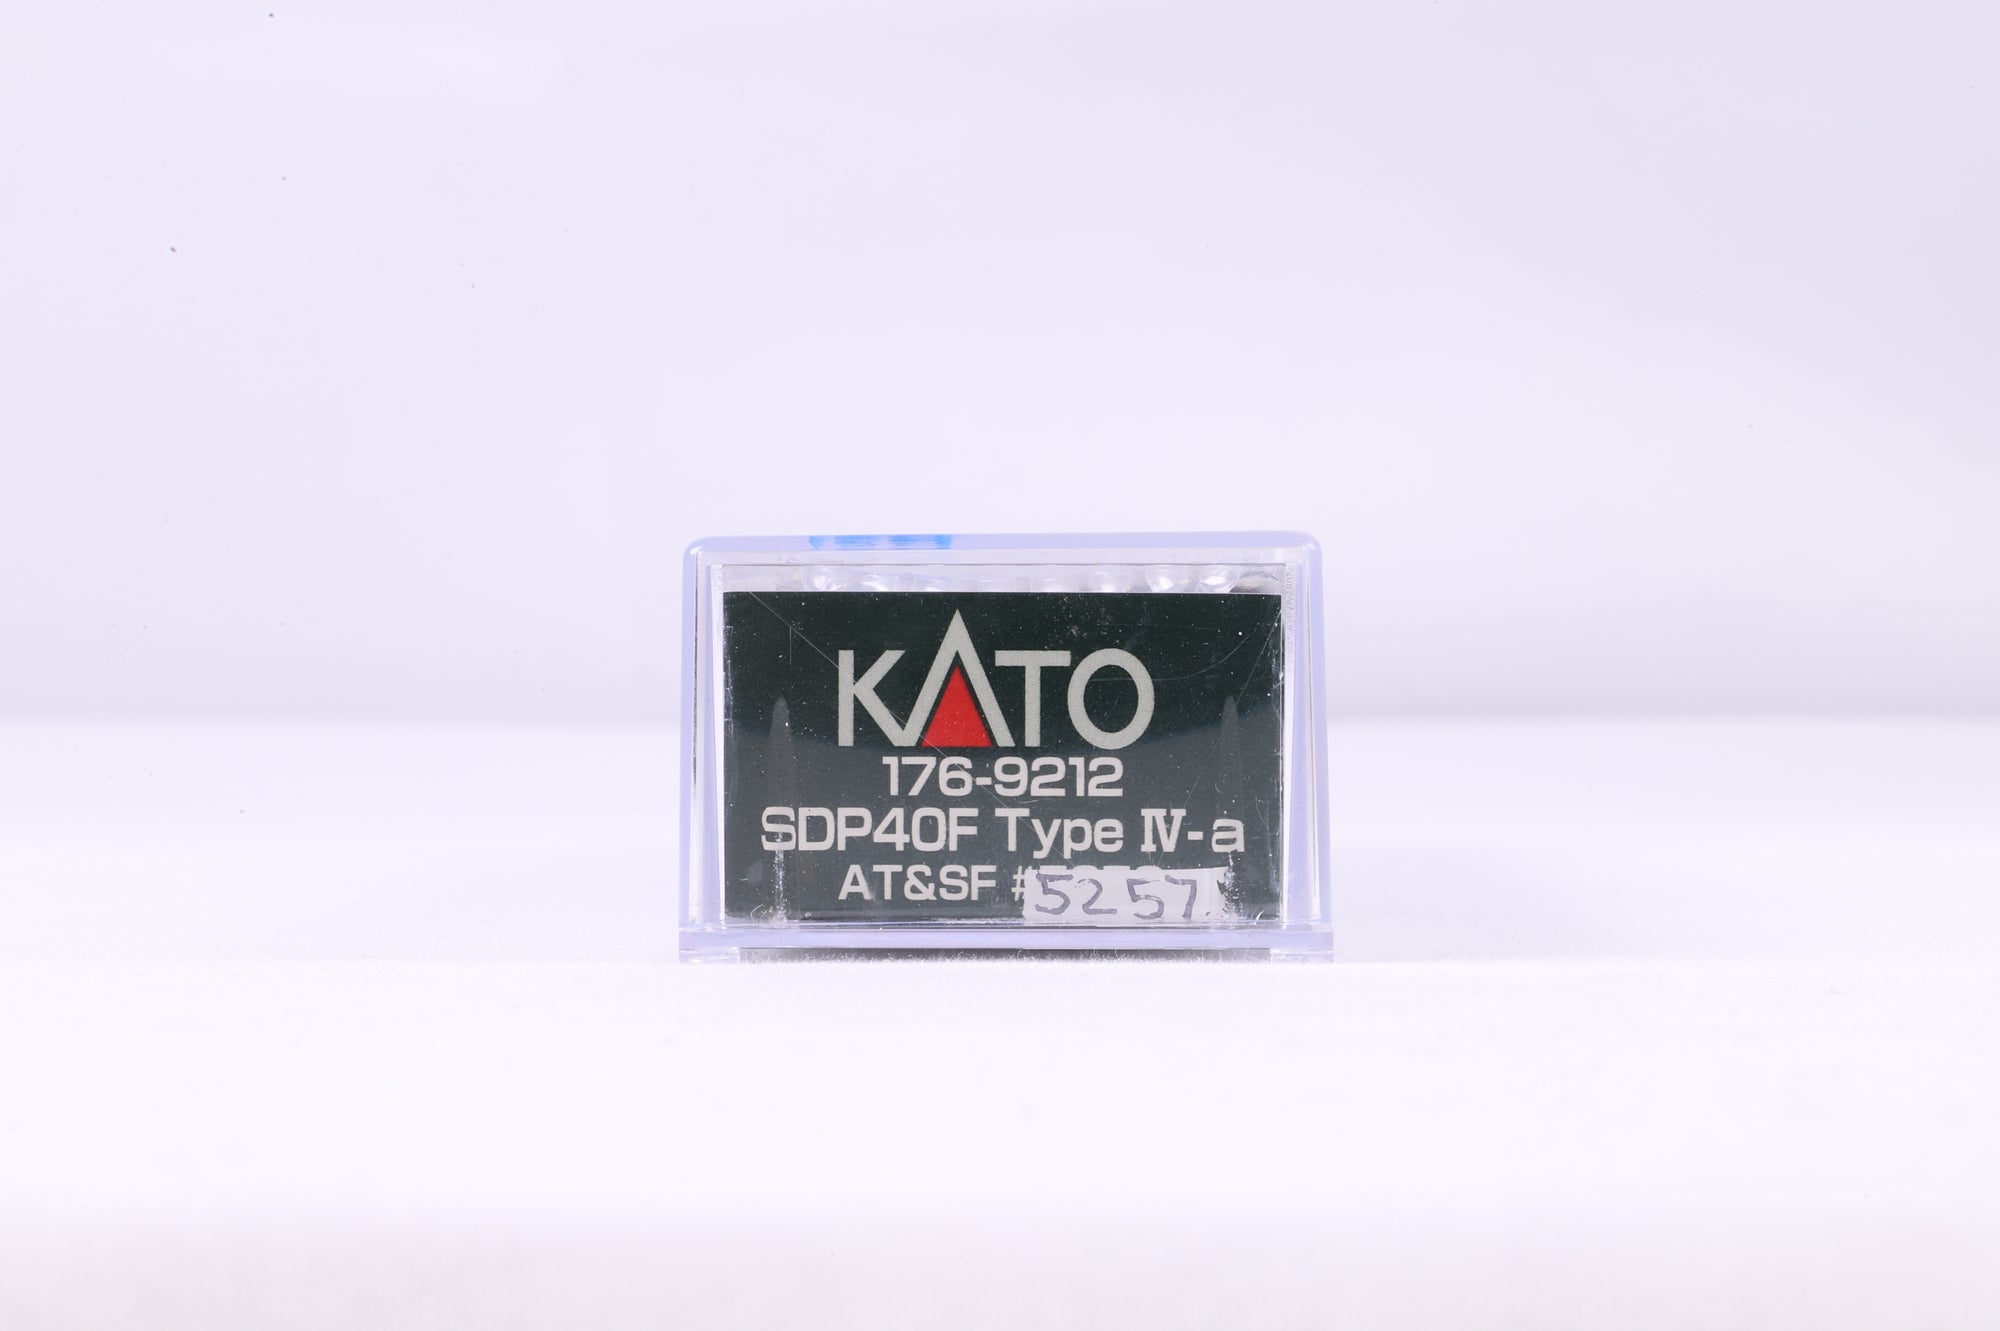 KATO
176-9212
SDP40F Type Ⅳ-a
AT&SF #5257